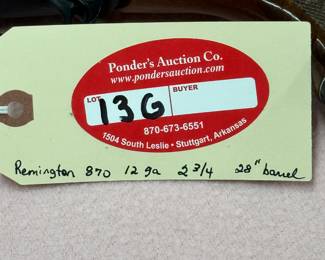 Ponder's Auction Co.
www.pondersauction.com
LOT 13G BUYER
870-673-6551
1504 South Leslie • Stuttgart, Arkansas
Remington 870 12 ga 2 3/4 28" barrel